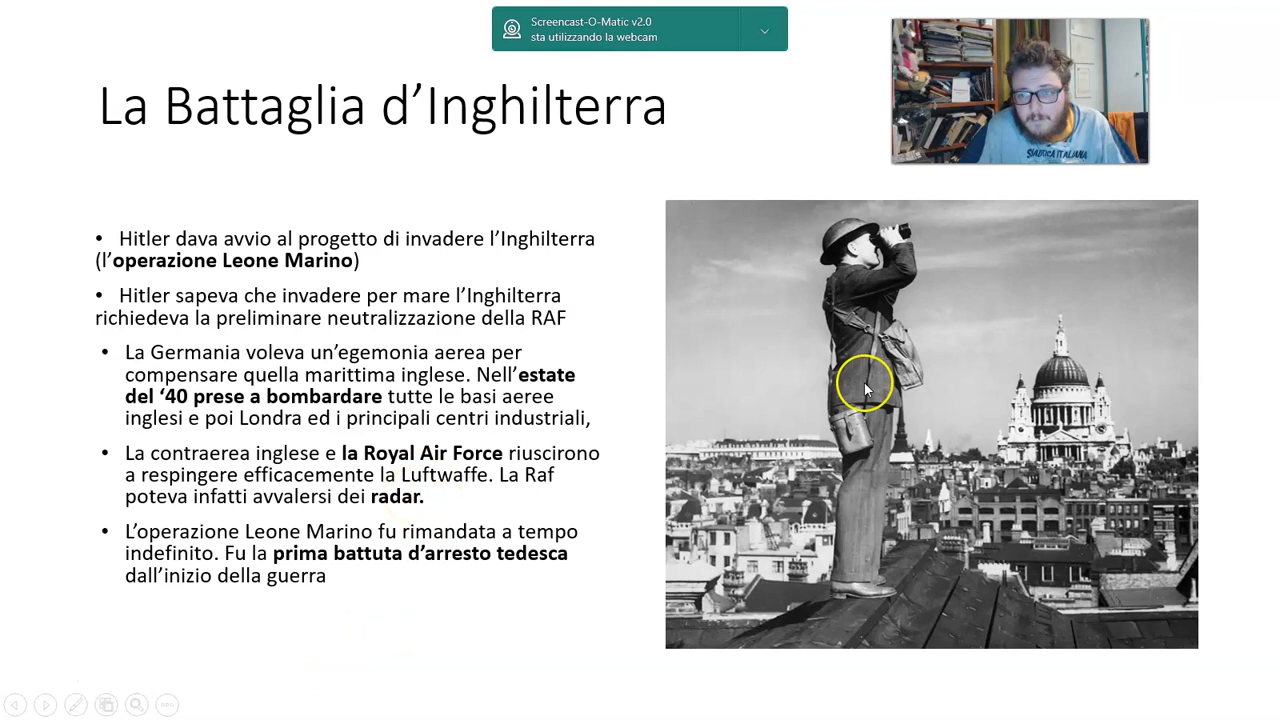 Screencast-O-Matic v2.0
sta utilizzando la webcam
La Battaglia d’Inghilterra
SIAUTICA ITALIANA
• Hitler dava avvio al progetto di invadere l’Inghilterra
(l’operazione Leone Marino)
• Hitler sapeva che invadere per mare l’Inghilterra
richiedeva la preliminare neutralizzazione della RAF
• La Germania voleva un’egemonia aerea per
compensare quella marittima inglese. Nell’estate
del ‘40 prese a bombardare tutte le basi aeree
inglesi e poi Londra ed i principali centri industriali,
• La contraerea inglese e la Royal Air Force riuscirono
a respingere efficacemente la Luftwaffe. La Raf
poteva infatti avvalersi dei radar.
• L’operazione Leone Marino fu rimandata a tempo
indefinito. Fu la prima battuta d’arresto tedesca
dall’inizio della guerra